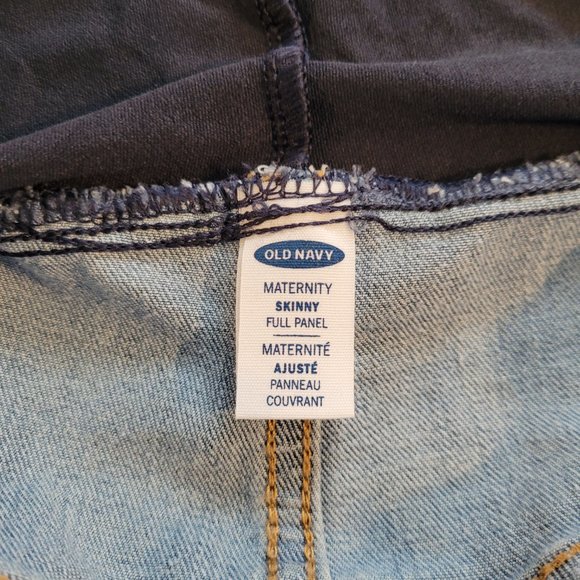 OLD NAVY
MATERNITY
SKINNY
FULL PANEL
MATERNITÉ
AJUSTÉ
PANNEAU
COUVRANT